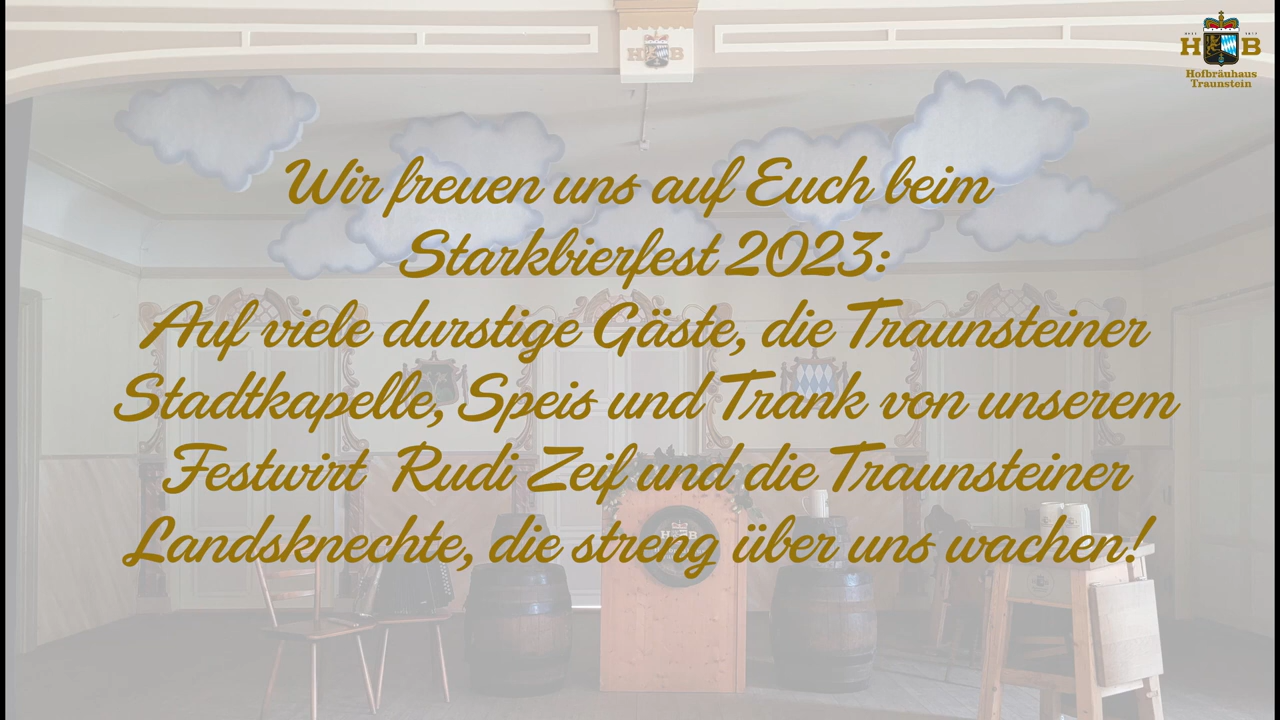 H B
Hofbräuhaus
Traunstein
H B
Wir freuen uns auf Euch beim
Starkbierfest 2023:
Auf viele durstige Gäste, die Traunsteiner
Stadtkapelle, Speis und Trank von unserem
Festwirt Rudi Zeif und die Traunsteiner
Landsknechte, die streng über uns wachen!
H B